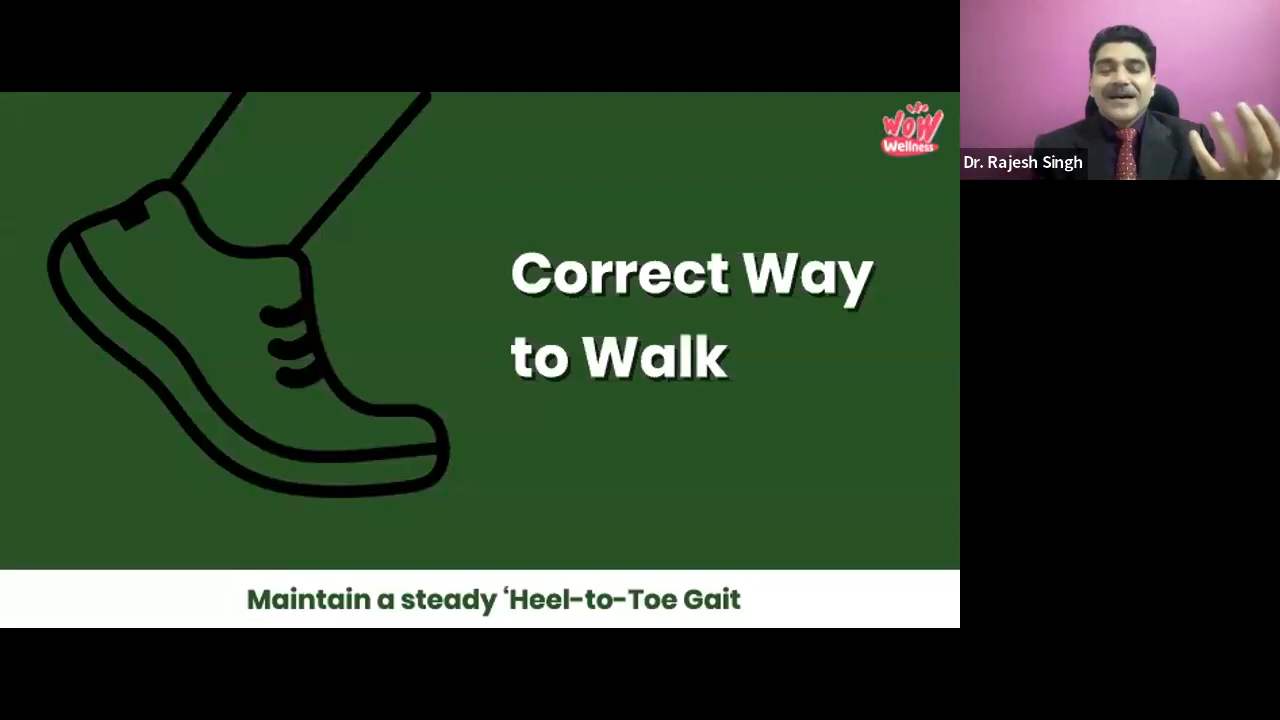 WOW
Wellness
Dr. Rajesh Singh
Correct Way
to Walk
Maintain a steady ‘Heel-to-Toe Gait